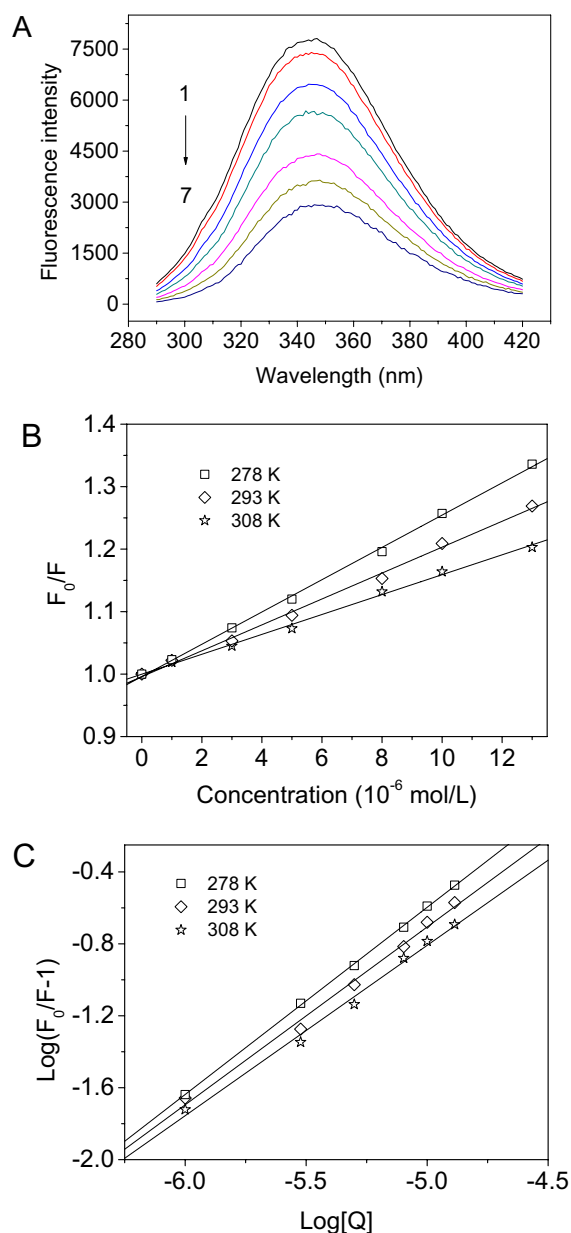 A
7500
6000
4500
3000
1500
0
Fluorescence intensity
1
7
280 300 320 340 360 380 400 420
Wavelength (nm)
B
1.4
1.3
1.2
1.1
1.0
0.9
F0/F
278 K
293 K
308 K
0 2 4 6 8 10 12
Concentration (10-6 mol/L)
C
-0.4
-0.8
-1.2
-1.6
-2.0
Log(F0/F-1)
278 K
293 K
308 K
-6.0 -5.5 -5.0 -4.5
Log[Q]